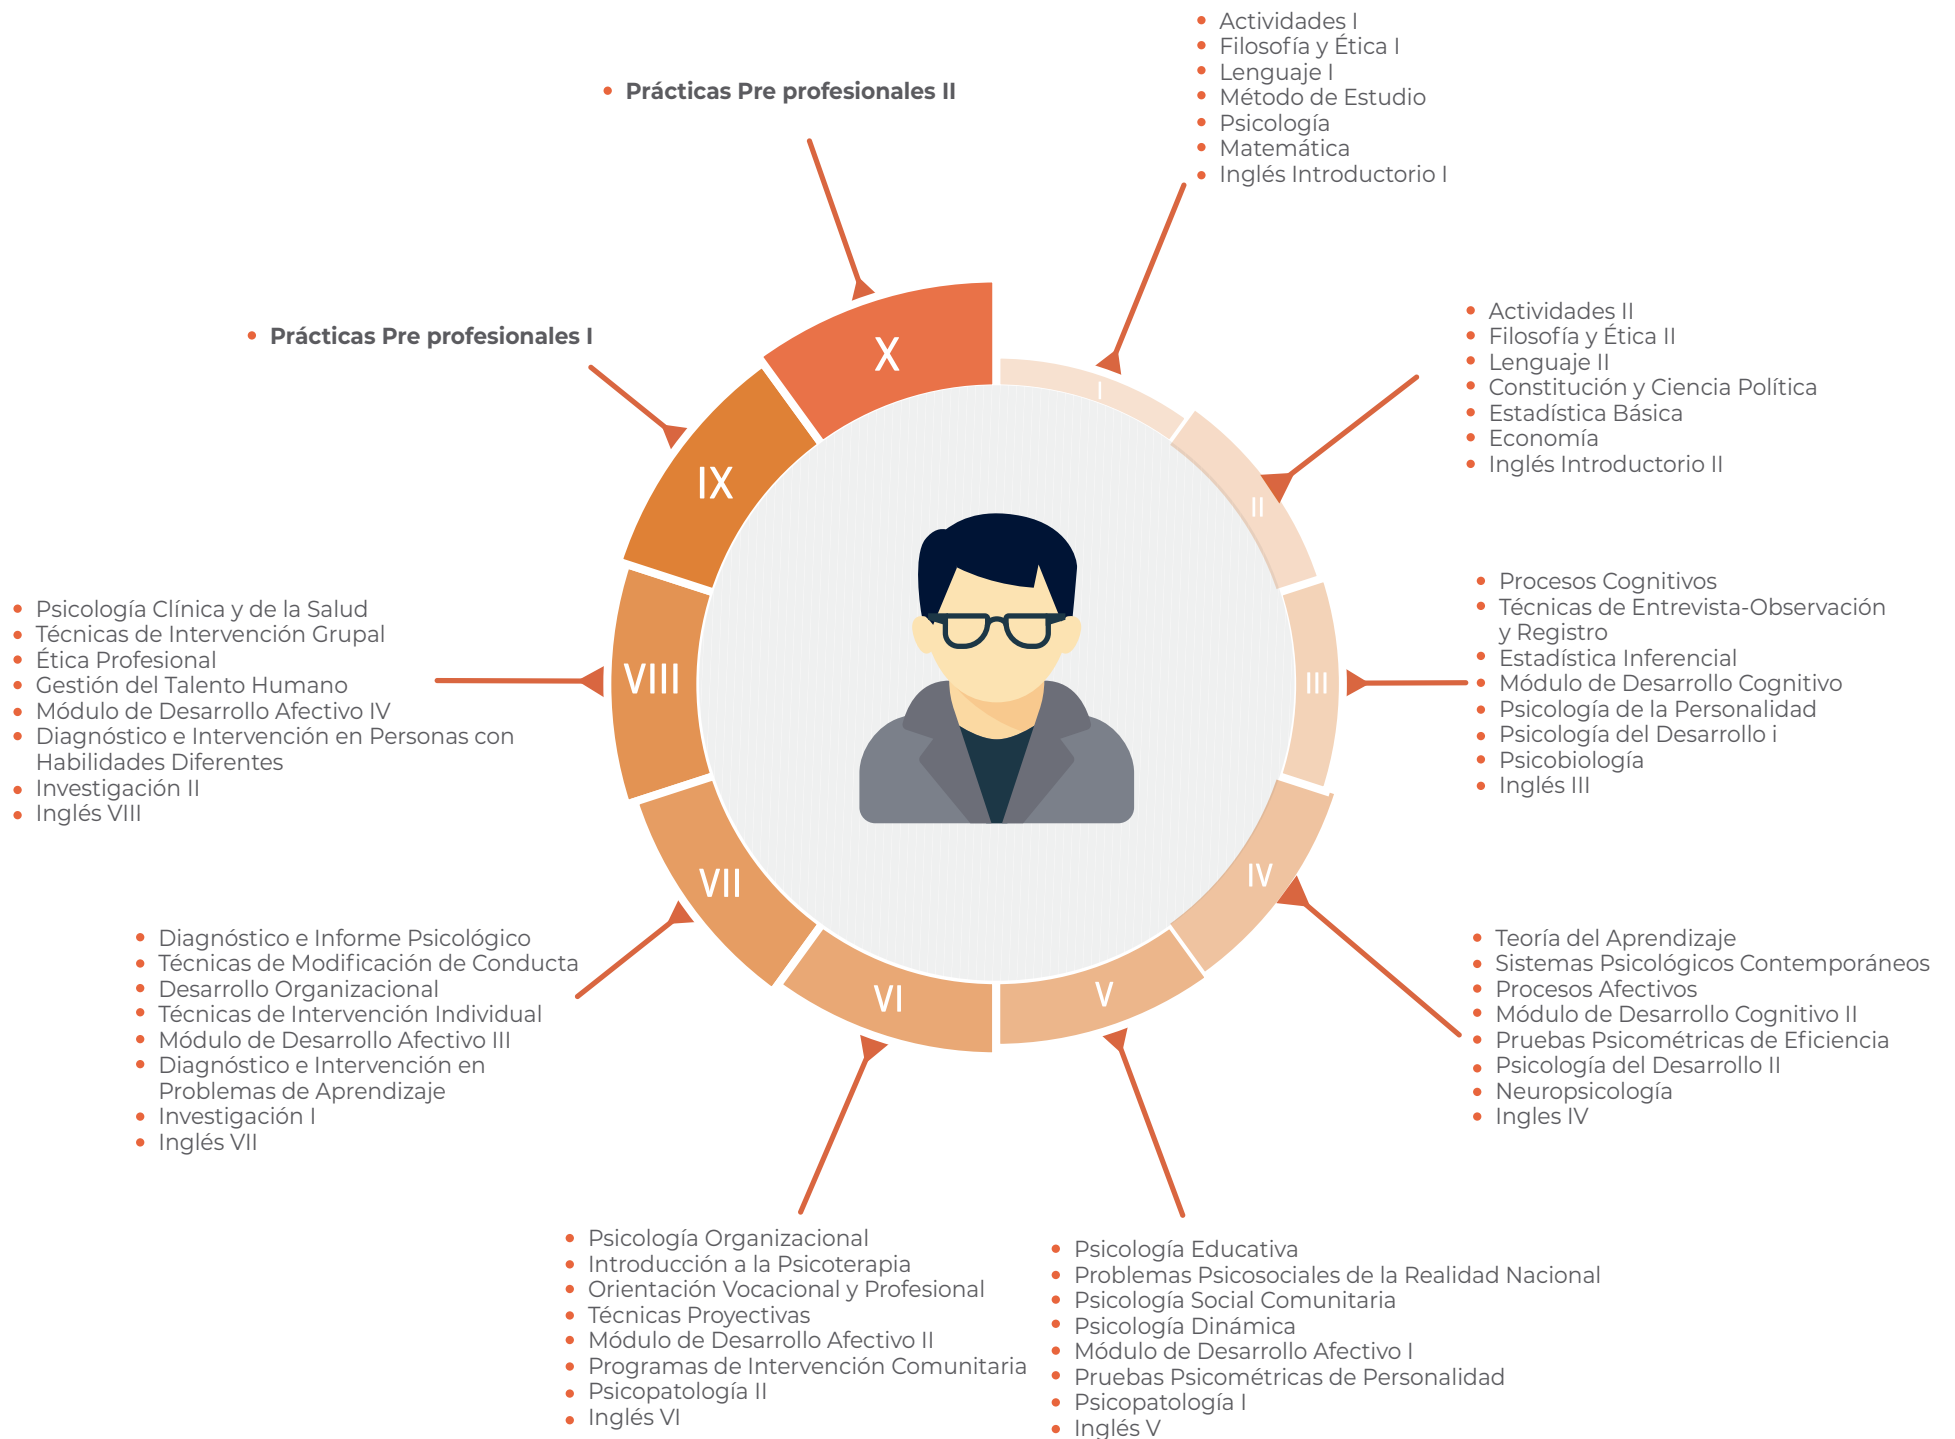 Actividades I
Filosofía y Ética I
Lenguaje I
Método de Estudio
Psicología
Matemática
Inglés Introductorio I
Actividades II
Filosofía y Ética II
Lenguaje II
Constitución y Ciencia Política
Estadística Básica
Economía
Inglés Introductorio II
Procesos Cognitivos
Técnicas de Entrevista-Observación
y Registro
Estadística Inferencial
Módulo de Desarrollo Cognitivo
Psicología de la Personalidad
Psicología del Desarrollo i
Psicobiología
Inglés III
Teoría del Aprendizaje
Sistemas Psicológicos Contemporáneos
Procesos Afectivos
Módulo de Desarrollo Cognitivo II
Pruebas Psicométricas de Eficiencia
Psicología del Desarrollo II
Neuropsicología
Ingles IV
Psicología Educativa
Problemas Psicosociales de la Realidad Nacional
Psicología Social Comunitaria
Psicología Dinámica
Módulo de Desarrollo Afectivo I
Pruebas Psicométricas de Personalidad
Psicopatología I
Inglés V
Psicología Organizacional
Introducción a la Psicoterapia
Orientación Vocacional y Profesional
Técnicas Proyectivas
Módulo de Desarrollo Afectivo II
Programas de Intervención Comunitaria
Psicopatología II
Inglés VI
Diagnóstico e Informe Psicológico
Técnicas de Modificación de Conducta
Desarrollo Organizacional
Técnicas de Intervención Individual
Módulo de Desarrollo Afectivo III
Diagnóstico e Intervención en
Problemas de Aprendizaje
Investigación I
Inglés VII
Psicología Clínica y de la Salud
Técnicas de Intervención Grupal
Ética Profesional
Gestión del Talento Humano
Módulo de Desarrollo Afectivo IV
Diagnóstico e Intervención en Personas con
Habilidades Diferentes
Investigación II
Inglés VIII
Prácticas Pre profesionales I
Prácticas Pre profesionales II
I
II
III
IV
V
VI
VII
VIII
IX
X